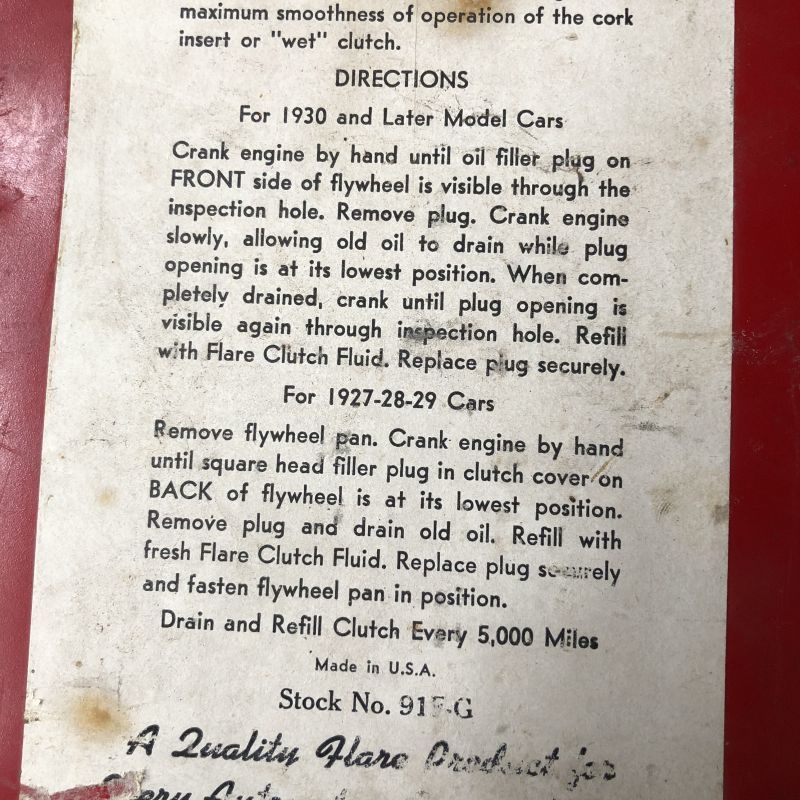 maximum smoothness of operation of the cork
insert or "wet" clutch.
DIRECTIONS
For 1930 and Later Model Cars
Crank engine by hand until oil filler plug on
FRONT side of flywheel is visible through the
inspection hole. Remove plug. Crank engine
slowly, allowing old oil to drain while plug
opening is at its lowest position. When com-
pletely drained, crank until plug opening is
visible again through inspection hole. Refill
with Flare Clutch Fluid. Replace plug securely.
For 1927-28-29 Cars
Remove flywheel pan. Crank engine by hand
until square head filler plug in clutch cover on
BACK of flywheel is at its lowest position.
Remove plug and drain old oil. Refill with
fresh Flare Clutch Fluid. Replace plug securely
and fasten flywheel pan in position.
Drain and Refill Clutch Every 5,000 Miles
Made in U.S.A.
Stock No.
A Quality Flare Product for